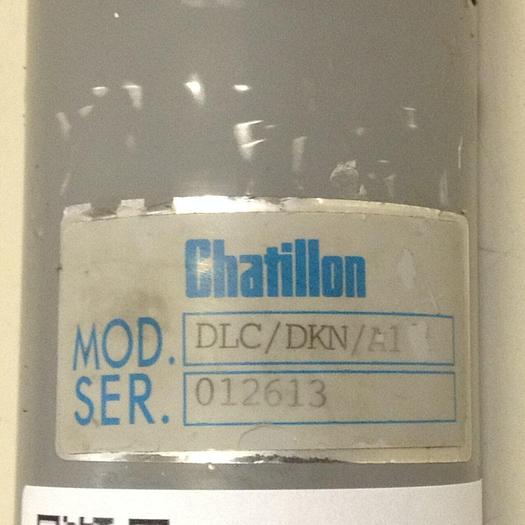 Chatillon
MOD. DLC/DKN/A1
SER. 012613